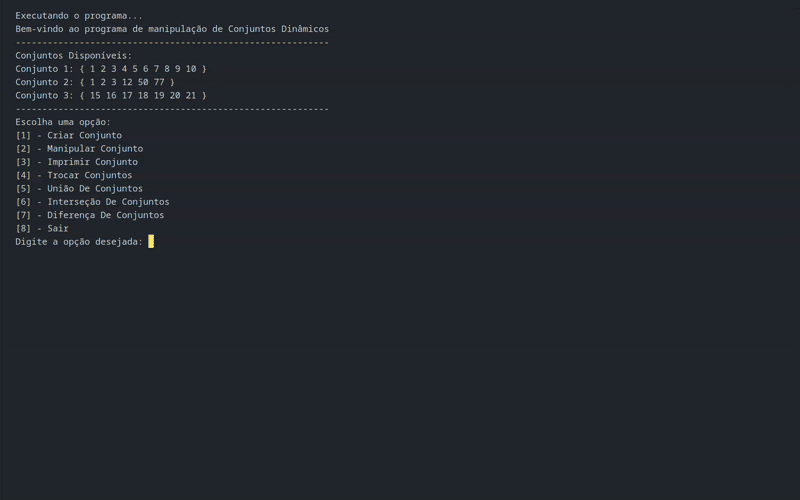 Executando o programa...
Bem-vindo ao programa de manipulação de Conjuntos Dinâmicos
-----------------------------------------------------------
Conjuntos Disponíveis:
Conjunto 1: { 1 2 3 4 5 6 7 8 9 10 }
Conjunto 2: { 1 2 3 12 50 77 }
Conjunto 3: { 15 16 17 18 19 20 21 }
-----------------------------------------------------------
Escolha uma opção:
[1] - Criar Conjunto
[2] - Manipular Conjunto
[3] - Imprimir Conjunto
[4] - Trocar Conjuntos
[5] - União De Conjuntos
[6] - Interseção De Conjuntos
[7] - Diferença De Conjuntos
[8] - Sair
Digite a opção desejada: